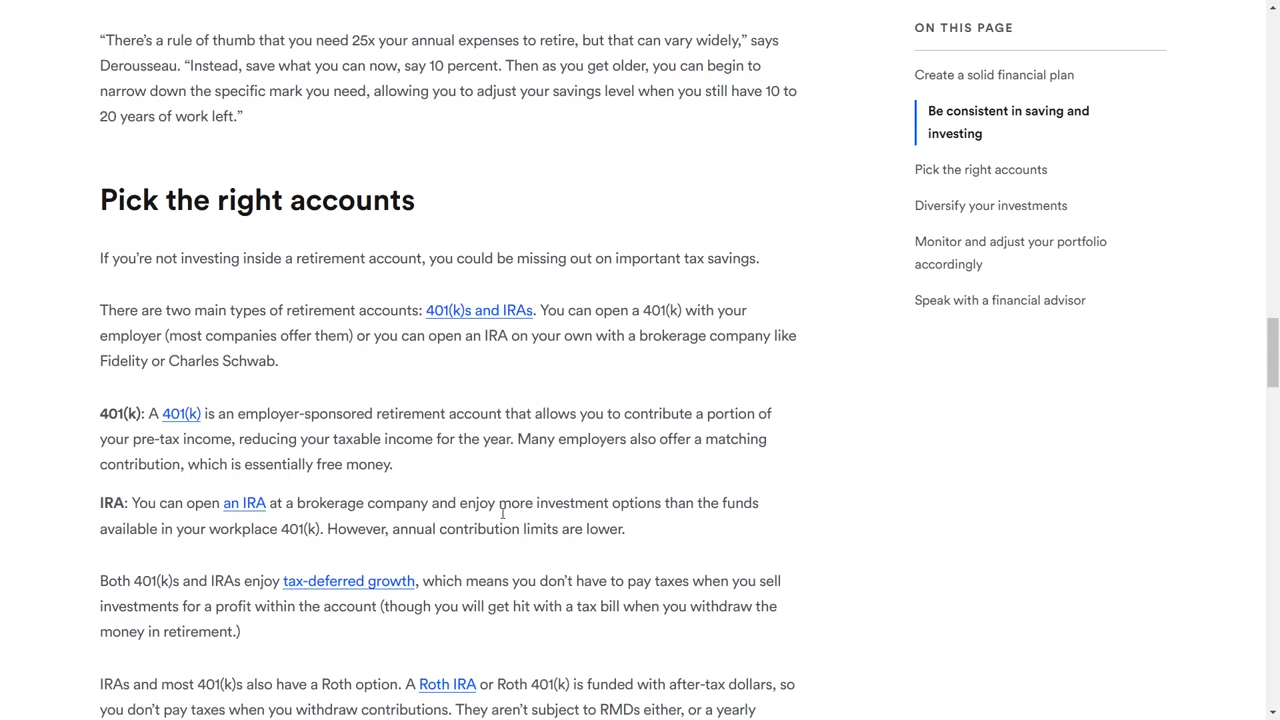 “There’s a rule of thumb that you need 25x your annual expenses to retire, but that can vary widely,” says
Derousseau. “Instead, save what you can now, say 10 percent. Then as you get older, you can begin to
narrow down the specific mark you need, allowing you to adjust your savings level when you still have 10 to
20 years of work left.”
Pick the right accounts
If you’re not investing inside a retirement account, you could be missing out on important tax savings.
There are two main types of retirement accounts: 401(k)s and IRAs. You can open a 401(k) with your
employer (most companies offer them) or you can open an IRA on your own with a brokerage company like
Fidelity or Charles Schwab.
401(k): A 401(k) is an employer-sponsored retirement account that allows you to contribute a portion of
your pre-tax income, reducing your taxable income for the year. Many employers also offer a matching
contribution, which is essentially free money.
IRA: You can open an IRA at a brokerage company and enjoy more investment options than the funds
available in your workplace 401(k). However, annual contribution limits are lower.
Both 401(k)s and IRAs enjoy tax-deferred growth, which means you don’t have to pay taxes when you sell
investments for a profit within the account (though you will get hit with a tax bill when you withdraw the
money in retirement.)
IRAs and most 401(k)s also have a Roth option. A Roth IRA or Roth 401(k) is funded with after-tax dollars, so
you don’t pay taxes when you withdraw contributions. They aren’t subject to RMDs either, or a yearly
ON THIS PAGE
Create a solid financial plan
Be consistent in saving and
investing
Pick the right accounts
Diversify your investments
Monitor and adjust your portfolio
accordingly
Speak with a financial advisor